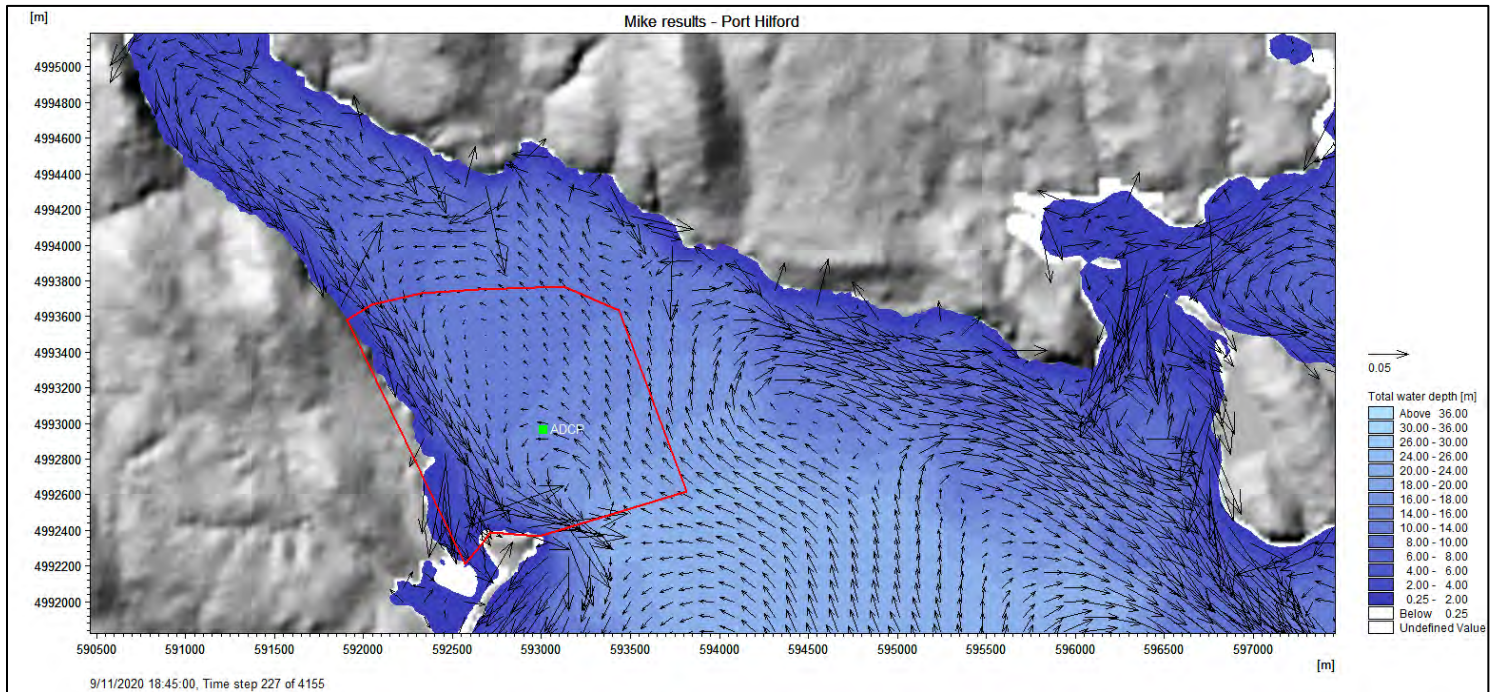 [m]
Mike results - Port Hilford
4995000
4994800
4994600
4994400
4994200
4994000
4993800
4993600
4993400
4993200
4993000
4992800
4992600
4992400
4992200
4992000
ADCP
0.05
Total water depth [m]
Above 36.00
30.00 - 36.00
26.00 - 30.00
24.00 - 26.00
20.00 - 24.00
18.00 - 20.00
16.00 - 18.00
14.00 - 16.00
10.00 - 14.00
8.00 - 10.00
6.00 - 8.00
4.00 - 6.00
2.00 - 4.00
0.25 - 2.00
Below 0.25
Undefined Value
590500 591000 591500 592000 592500 593000 593500 594000 594500 595000 595500 596000 596500 597000
[m]
9/11/2020 18:45:00, Time step 227 of 4155